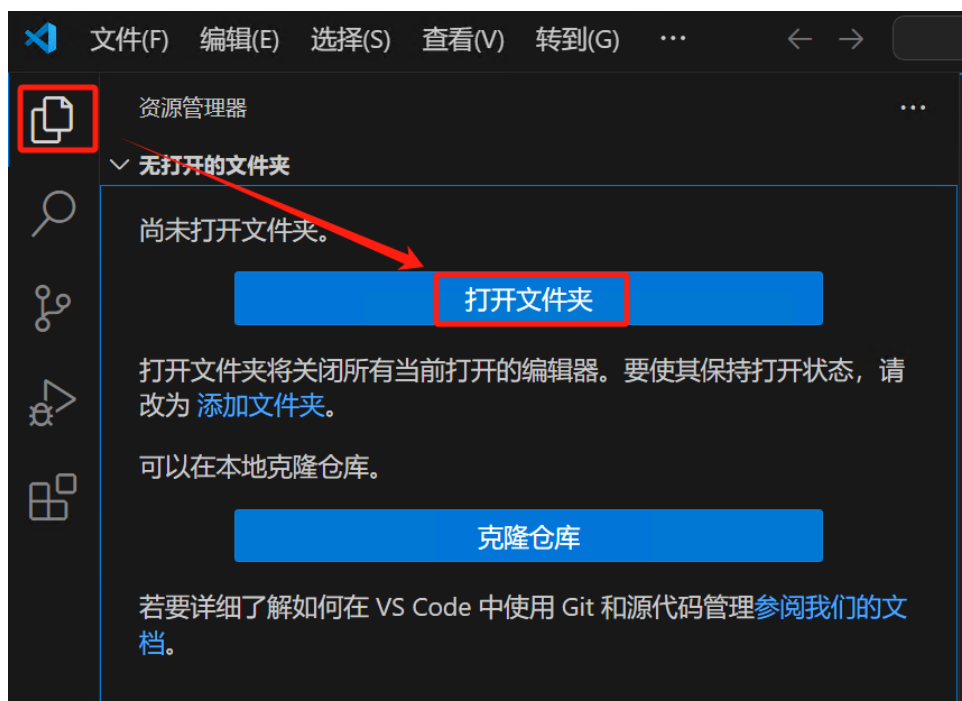 文件(F) 编辑(E) 选择(S) 查看(V) 转到(G) ···
资源管理器 ···
无打开的文件夹
尚未打开文件夹。
打开文件夹
打开文件夹将关闭所有当前打开的编辑器。要使其保持打开状态，请
改为 添加文件夹。
可以在本地克隆仓库。
克隆仓库
若要详细了解如何在 VS Code 中使用 Git 和源代码管理参阅我们的文
档。